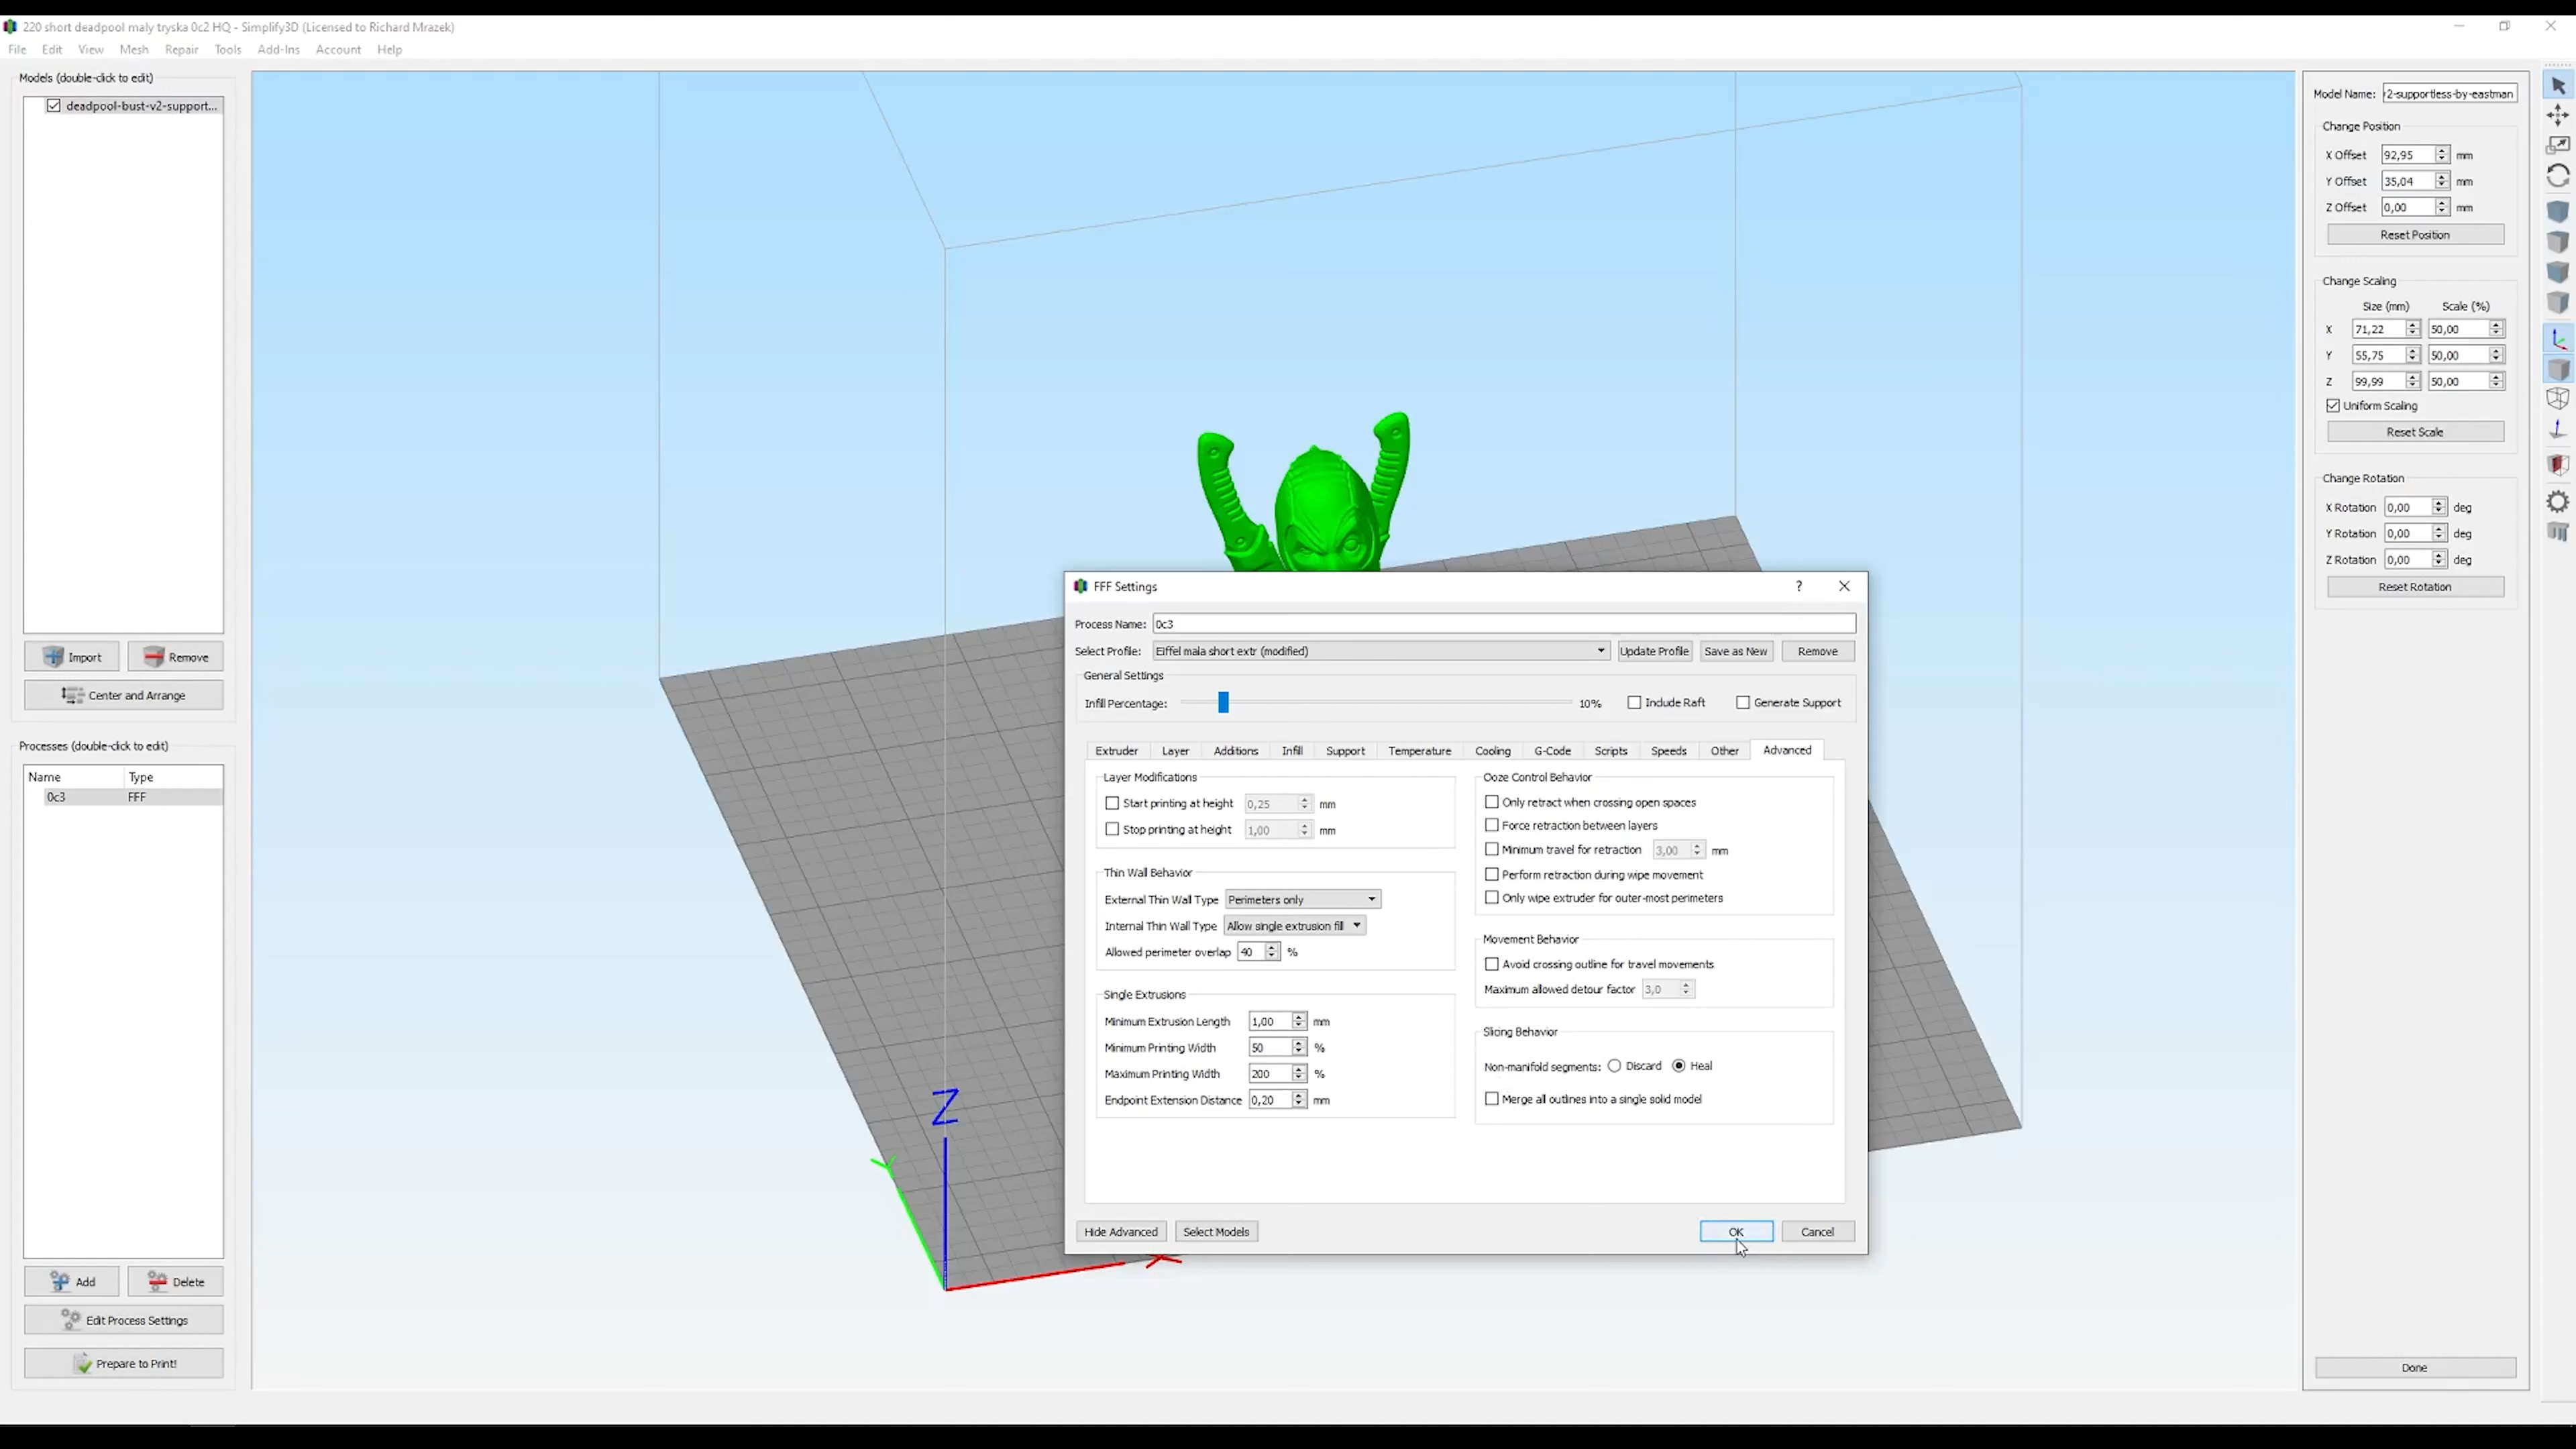 220 short deadpool maly tryska 0c2 HQ - Simplify3D (Licensed to Richard Mrazek)
File Edit View Mesh Repair Tools Add-Ins Account Help
Models (double-click to edit)
deadpool-bust-v2-support...
Import Remove
Center and Arrange
Processes (double-click to edit)
Name Type
0c3 FFF
Add Delete
Edit Process Settings
Prepare to Print!
Z
Y
X
FFF Settings
?
Process Name: 0c3
Select Profile: Eiffel mala short extr (modified) Update Profile Save as New Remove
General Settings
Infill Percentage: 10% Include Raft Generate Support
Extruder Layer Additions Infill Support Temperature Cooling G-Code Scripts Speeds Other Advanced
Layer Modifications
Start printing at height 0,25 mm
Stop printing at height 1,00 mm
Thin Wall Behavior
External Thin Wall Type Perimeters only
Internal Thin Wall Type Allow single extrusion fill
Allowed perimeter overlap 40 %
Single Extrusions
Minimum Extrusion Length 1,00 mm
Minimum Printing Width 50 %
Maximum Printing Width 200 %
Endpoint Extension Distance 0,20 mm
Ooze Control Behavior
Only retract when crossing open spaces
Force retraction between layers
Minimum travel for retraction 3,00 mm
Perform retraction during wipe movement
Only wipe extruder for outer-most perimeters
Movement Behavior
Avoid crossing outline for travel movements
Maximum allowed detour factor 3,0
Slicing Behavior
Non-manifold segments: Discard Heal
Merge all outlines into a single solid model
Hide Advanced Select Models OK Cancel
Model Name: r2-supportless-by-eastman
Change Position
X Offset 92,95 mm
Y Offset 35,04 mm
Z Offset 0,00 mm
Reset Position
Change Scaling
Size (mm) Scale (%)
X 71,22 50,00
Y 55,75 50,00
Z 99,99 50,00
Uniform Scaling
Reset Scale
Change Rotation
X Rotation 0,00 deg
Y Rotation 0,00 deg
Z Rotation 0,00 deg
Reset Rotation
Done